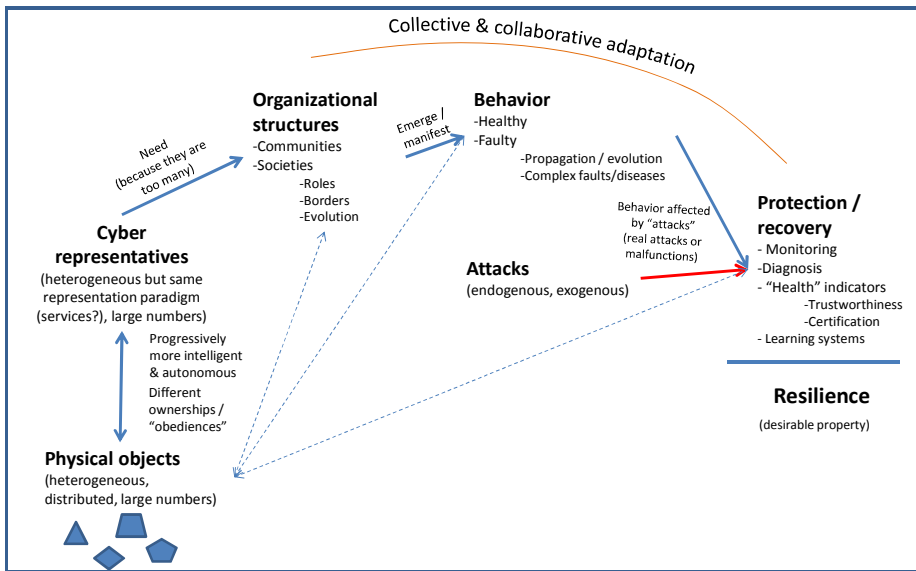 Collective & collaborative adaptation
Organizational
structures
-Communities
-Societies
-Roles
-Borders
-Evolution
Emerge /
manifest
Behavior
-Healthy
-Faulty
-Propagation / evolution
-Complex faults/diseases
Need
(because they are
too many)
Behavior affected
by “attacks”
(real attacks or
malfunctions)
Protection /
recovery
- Monitoring
-Diagnosis
- “Health” indicators
-Trustworthiness
-Certification
- Learning systems
Cyber
representatives
(heterogeneous but same
representation paradigm
(services?), large numbers)
Attacks
(endogenous, exogenous)
Progressively
more intelligent
& autonomous
Different
ownerships /
“obediences”
Resilience
(desirable property)
Physical objects
(heterogeneous,
distributed, large numbers)